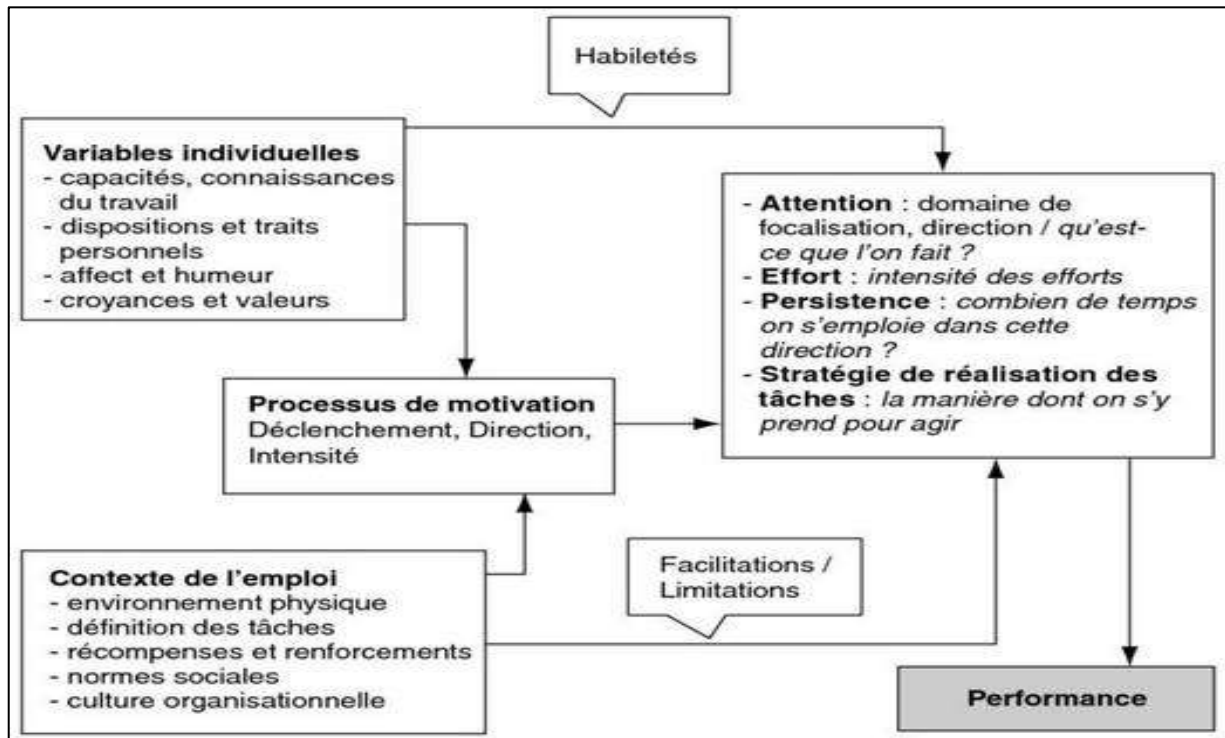 Habiletés
Variables individuelles
- capacités, connaissances
du travail
- dispositions et traits
personnels
- affect et humeur
- croyances et valeurs
- Attention : domaine de
focalisation, direction / qu'est-
ce que l'on fait ?
- Effort : intensité des efforts
- Persistence : combien de temps
on s'emploie dans cette
direction ?
- Stratégie de réalisation des
tâches : la manière dont on s'y
prend pour agir
Processus de motivation
Déclenchement, Direction,
Intensité
Contexte de l'emploi
- environnement physique
- définition des tâches
- récompenses et renforcements
- normes sociales
- culture organisationnelle
Facilitations /
Limitations
Performance